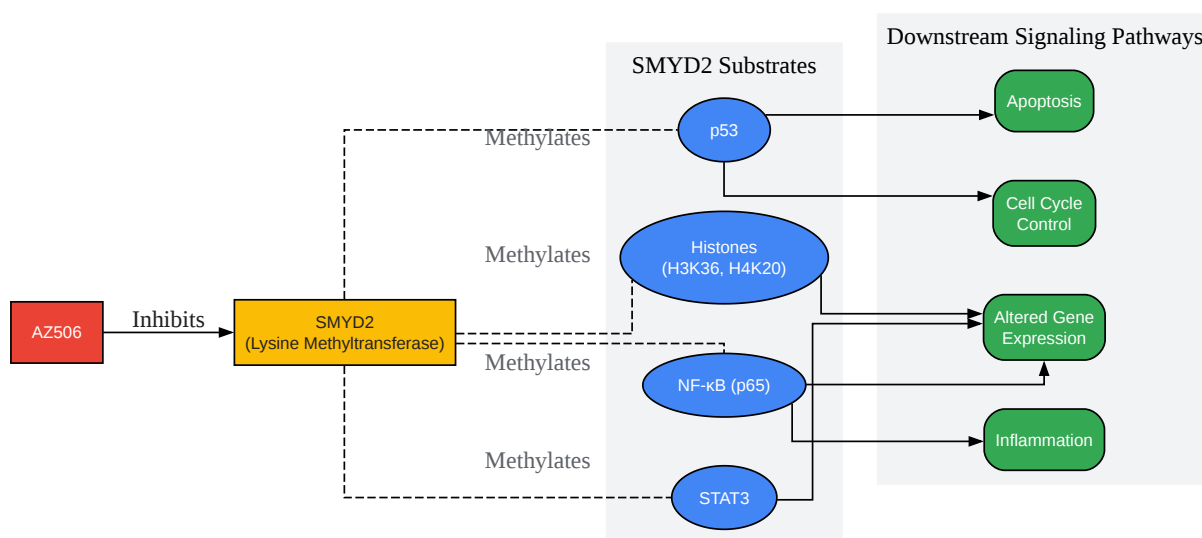 Downstream Signaling Pathways
SMYD2 Substrates
Apoptosis
p53
Methylates
Cell Cycle
Control
Methylates
Histones
(H3K36, H4K20)
AZ506
Inhibits
SMYD2
(Lysine Methyltransferase)
Altered Gene
Expression
Methylates
NF-κB (p65)
Inflammation
Methylates
STAT3